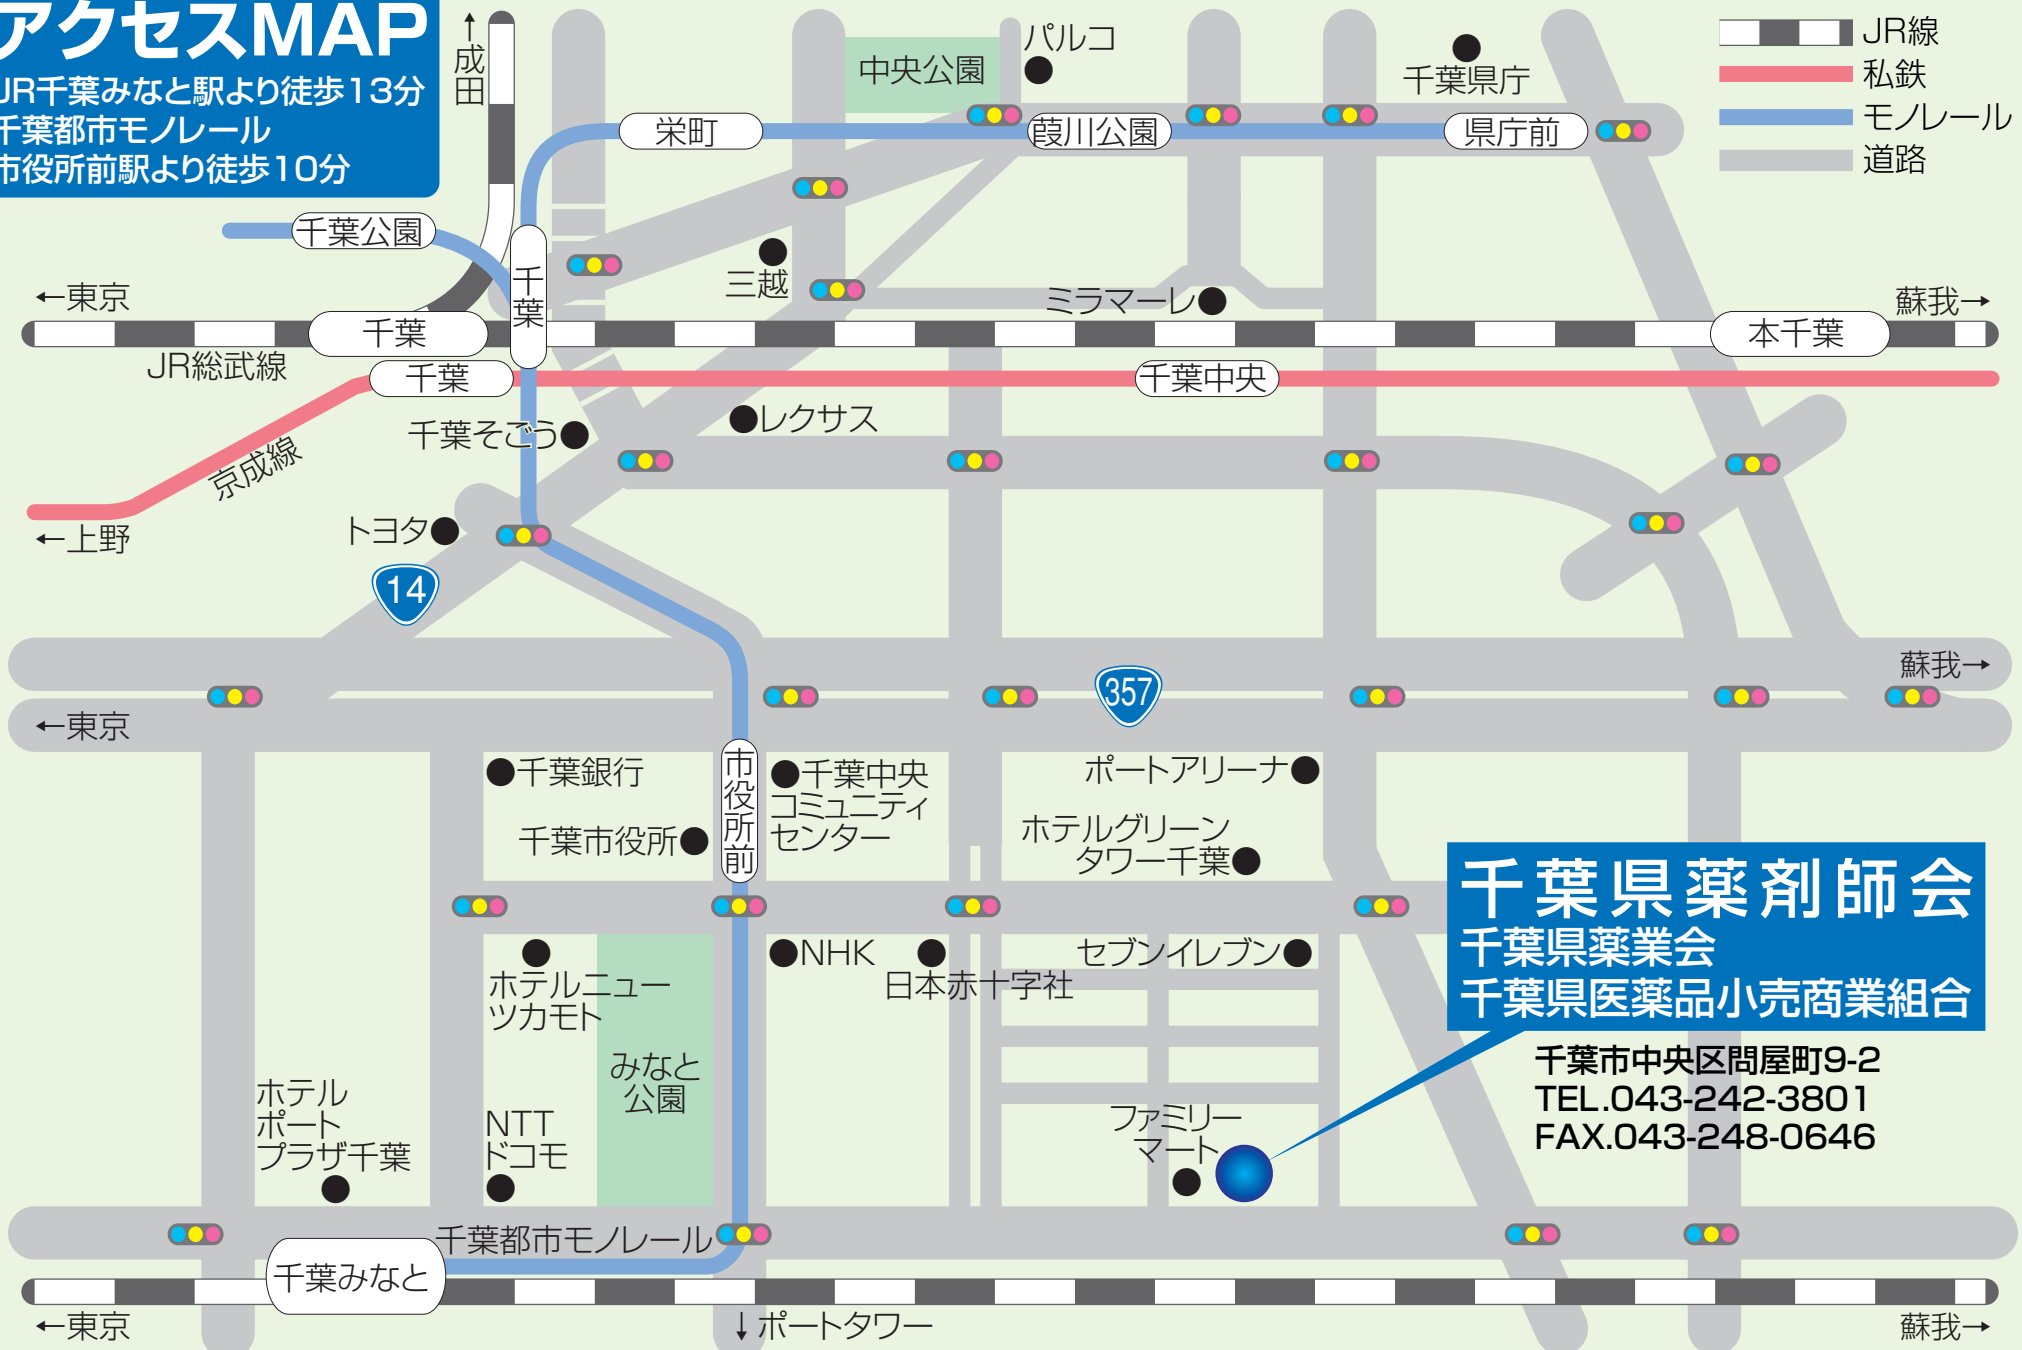 アクセスMAP
JR千葉みなと駅より徒歩13分
千葉都市モノレール
市役所前駅より徒歩10分
↑成田
中央公園
パルコ
千葉県庁
JR線
私鉄
モノレール
道路
栄町
葭川公園
県庁前
千葉公園
千葉
三越
ミラマーレ
←東京
蘇我→
千葉
本千葉
JR総武線
千葉
千葉中央
千葉そごう
レクサス
京成線
←上野
トヨタ
14
蘇我→
357
←東京
千葉銀行
市役所前
千葉中央
コミュニティ
センター
ポートアリーナ
千葉市役所
ホテルグリーン
タワー千葉
千葉県薬剤師会
千葉県薬業会
千葉県医薬品小売商業組合
NHK
日本赤十字社
セブンイレブン
ホテルニュー
ツカモト
みなと
公園
千葉市中央区問屋町9-2
TEL.043-242-3801
FAX.043-248-0646
ホテル
ポート
プラザ千葉
NTT
ドコモ
ファミリー
マート
千葉都市モノレール
千葉みなと
←東京
↓ポートタワー
蘇我→